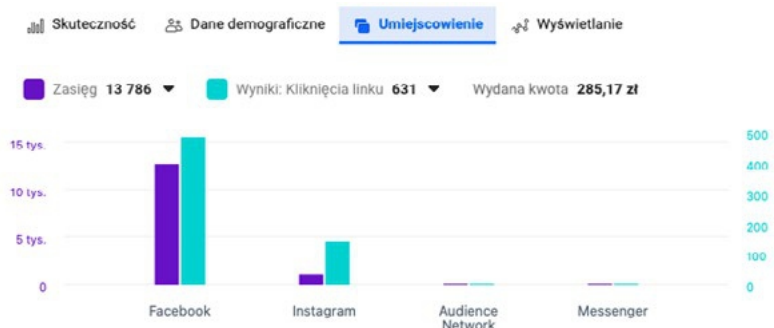 Skuteczność Dane demograficzne Umiejscowienie Wyświetlanie
Zasięg 13 786 Wyniki: Kliknięcia linku 631 Wydana kwota 285,17 zł
15 tys.
10 tys.
5 tys.
0
500
400
300
200
100
0
Facebook Instagram Audience Network Messenger